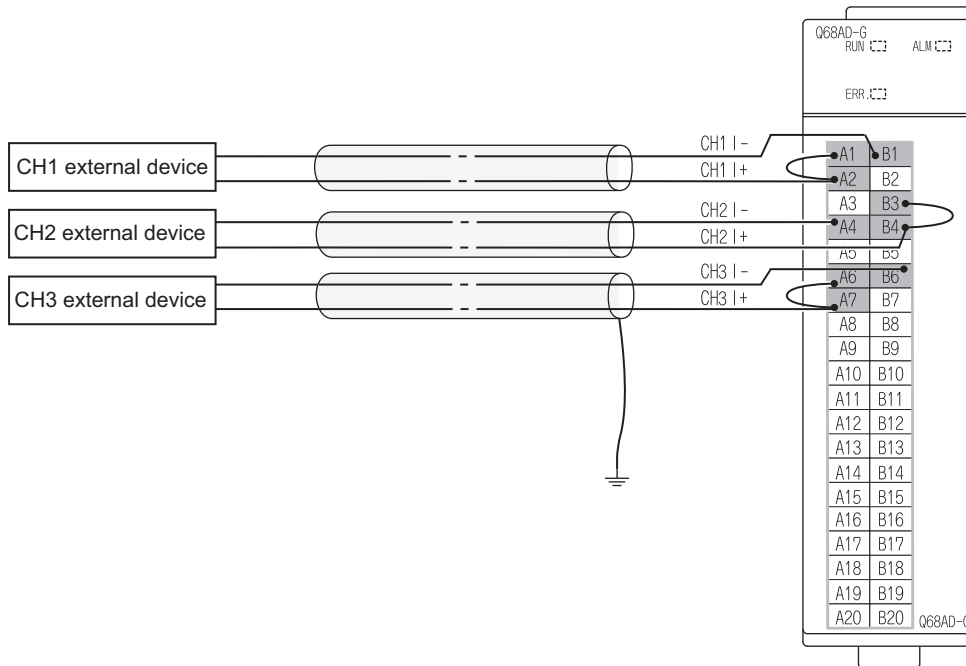 Q68AD-G
RUN ALM
ERR.
CH1 external device
CH1 I -
CH1 I+
CH2 external device
CH2 I -
CH2 I+
CH3 external device
CH3 I -
CH3 I+
A1 B1
A2 B2
A3 B3
A4 B4
A5 B5
A6 B6
A7 B7
A8 B8
A9 B9
A10 B10
A11 B11
A12 B12
A13 B13
A14 B14
A15 B15
A16 B16
A17 B17
A18 B18
A19 B19
A20 B20